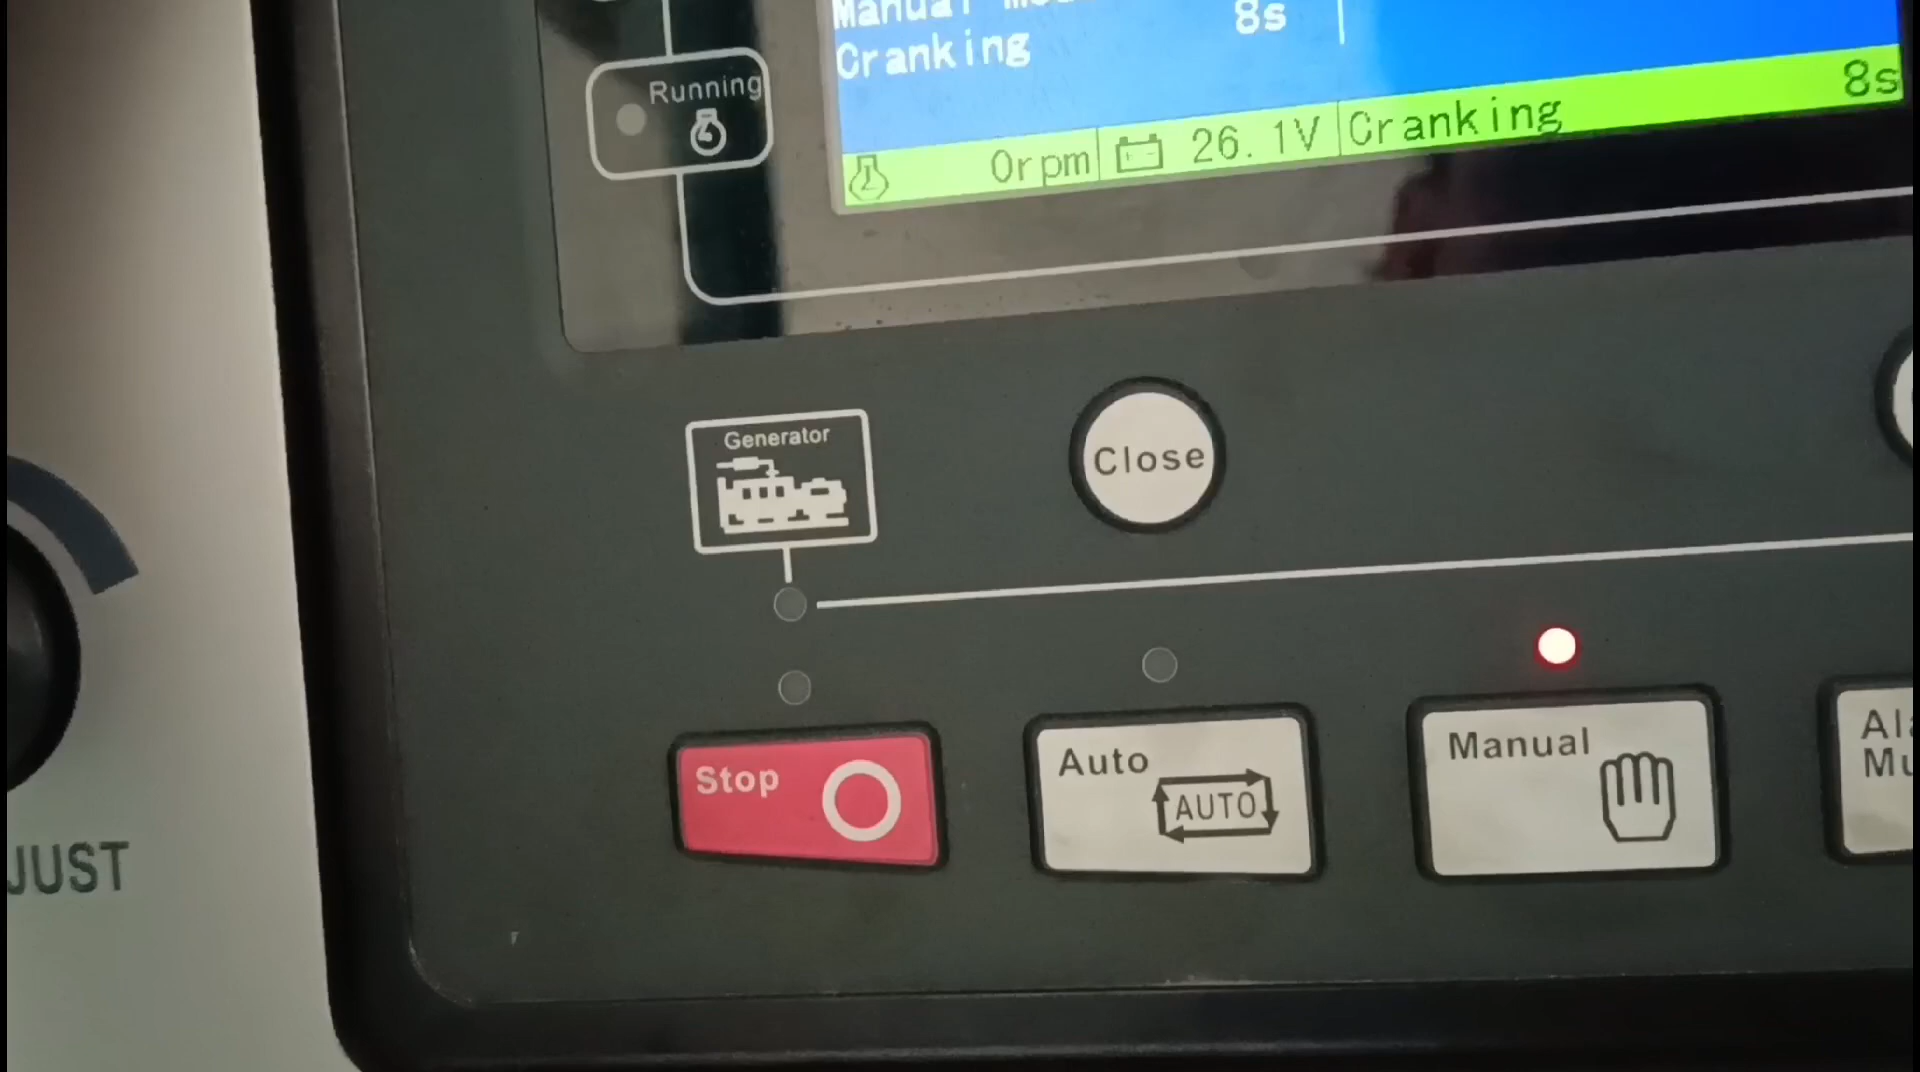 Manual
8s
Cranking
Running
0rpm
26.1V
Cranking
8s
Generator
Close
Stop
Auto
AUTO
Manual
JUST